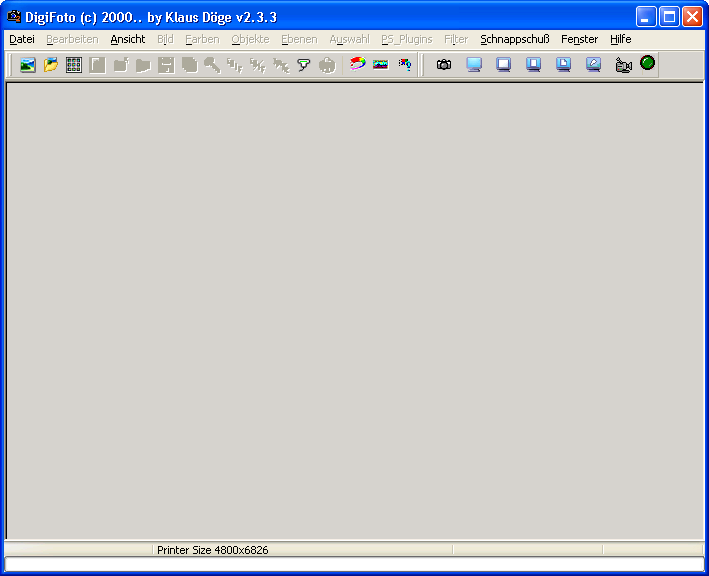 DigiFoto (c) 2000.. by Klaus Döge v2.3.3
Datei Bearbeiten Ansicht Bild Farben Objekte Ebenen Auswahl PS_Plugins Filter Schnappschuß Fenster Hilfe
Printer Size 4800x6826